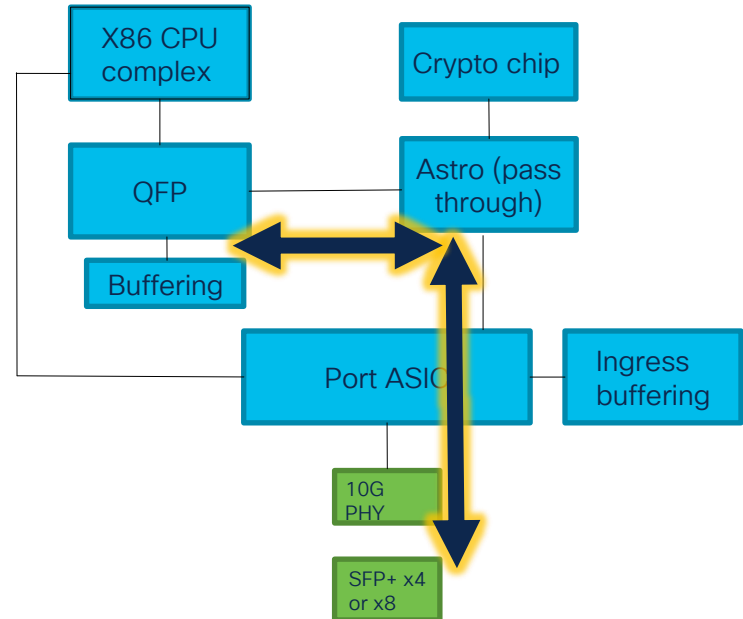 X86 CPU
complex
Crypto chip
QFP
Astro (pass
through)
Buffering
Port ASIC
Ingress
buffering
10G
PHY
SFP+ x4
or x8